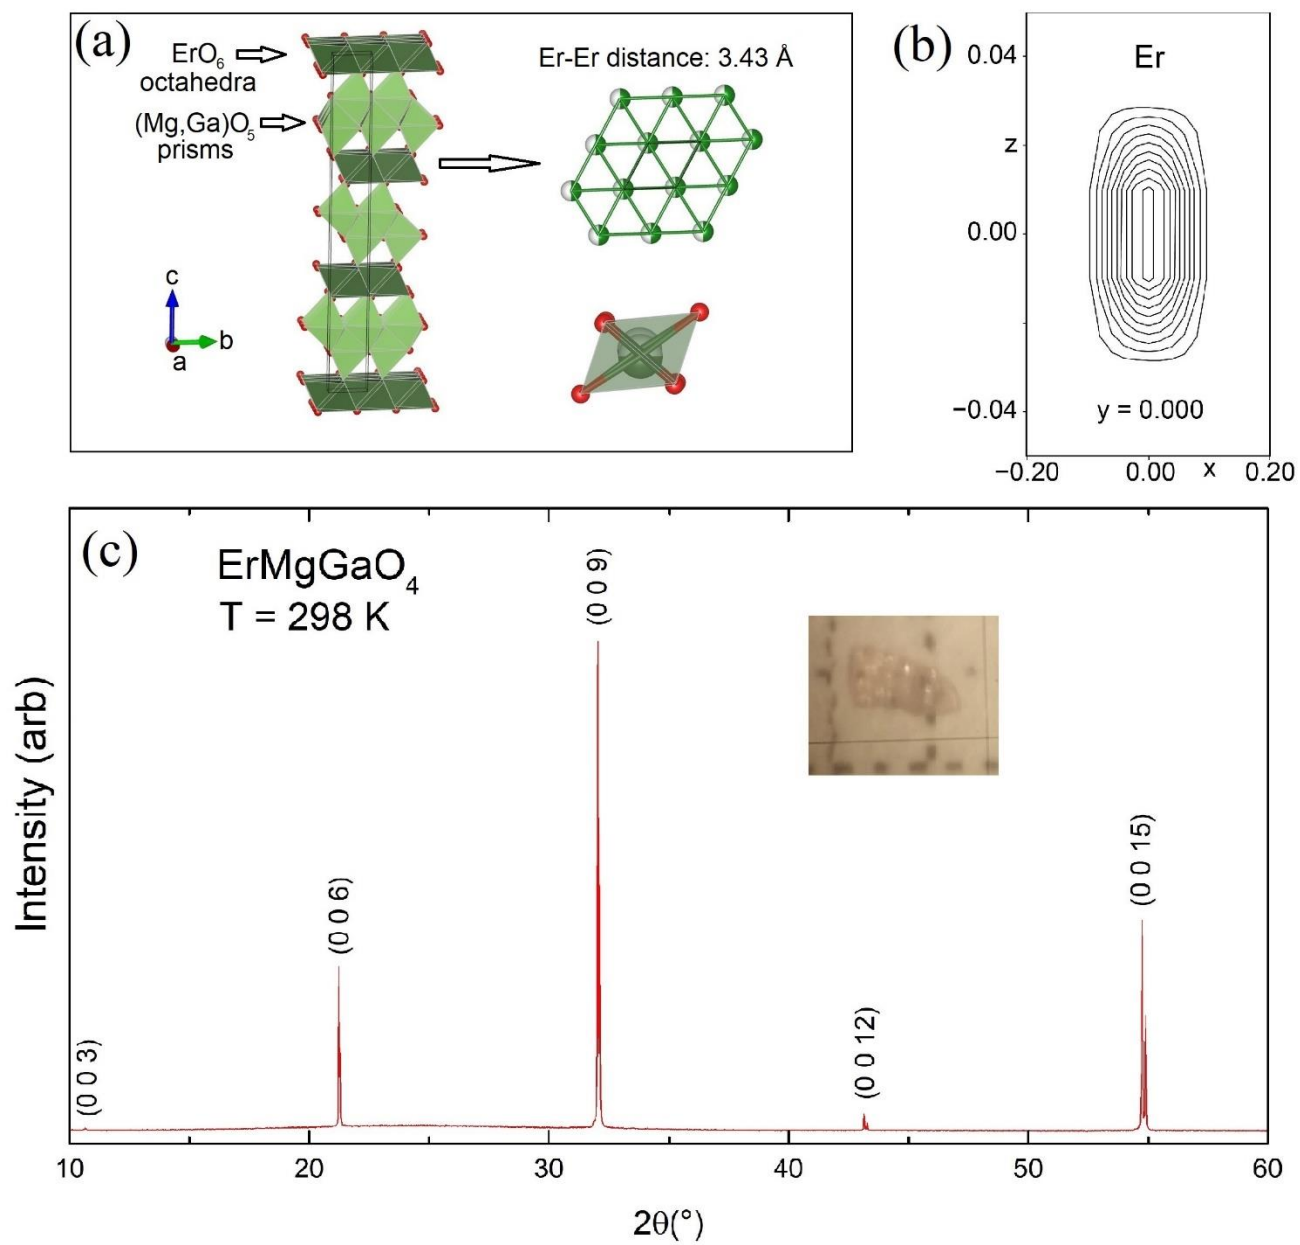 (a)
ErO6
octahedra
(Mg,Ga)O5
prisms
Er-Er distance: 3.43 Å
c
b
a
(b)
Er
0.04
z
0.00
−0.04
y = 0.000
−0.20
0.00
x
0.20
(c)
ErMgGaO4
T = 298 K
(0 0 3)
(0 0 6)
(0 0 9)
(0 0 12)
(0 0 15)
Intensity (arb)
10
20
30
40
50
60
2θ(°)